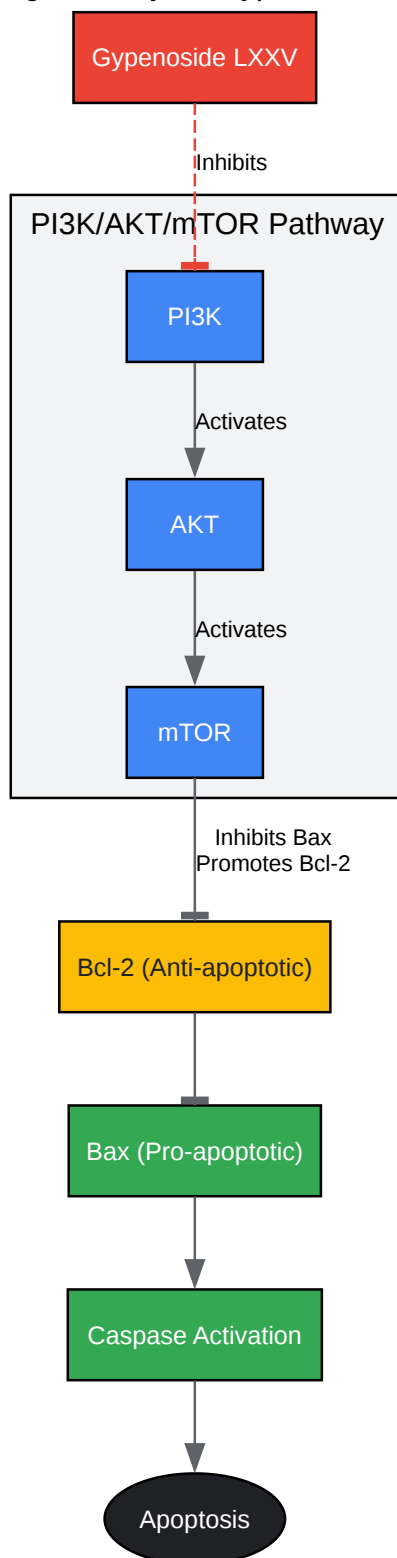 Gypenoside LXXV
Inhibits
PI3K/AKT/mTOR Pathway
PI3K
Activates
AKT
Activates
mTOR
Inhibits Bax
Promotes Bcl-2
Bcl-2 (Anti-apoptotic)
Bax (Pro-apoptotic)
Caspase Activation
Apoptosis